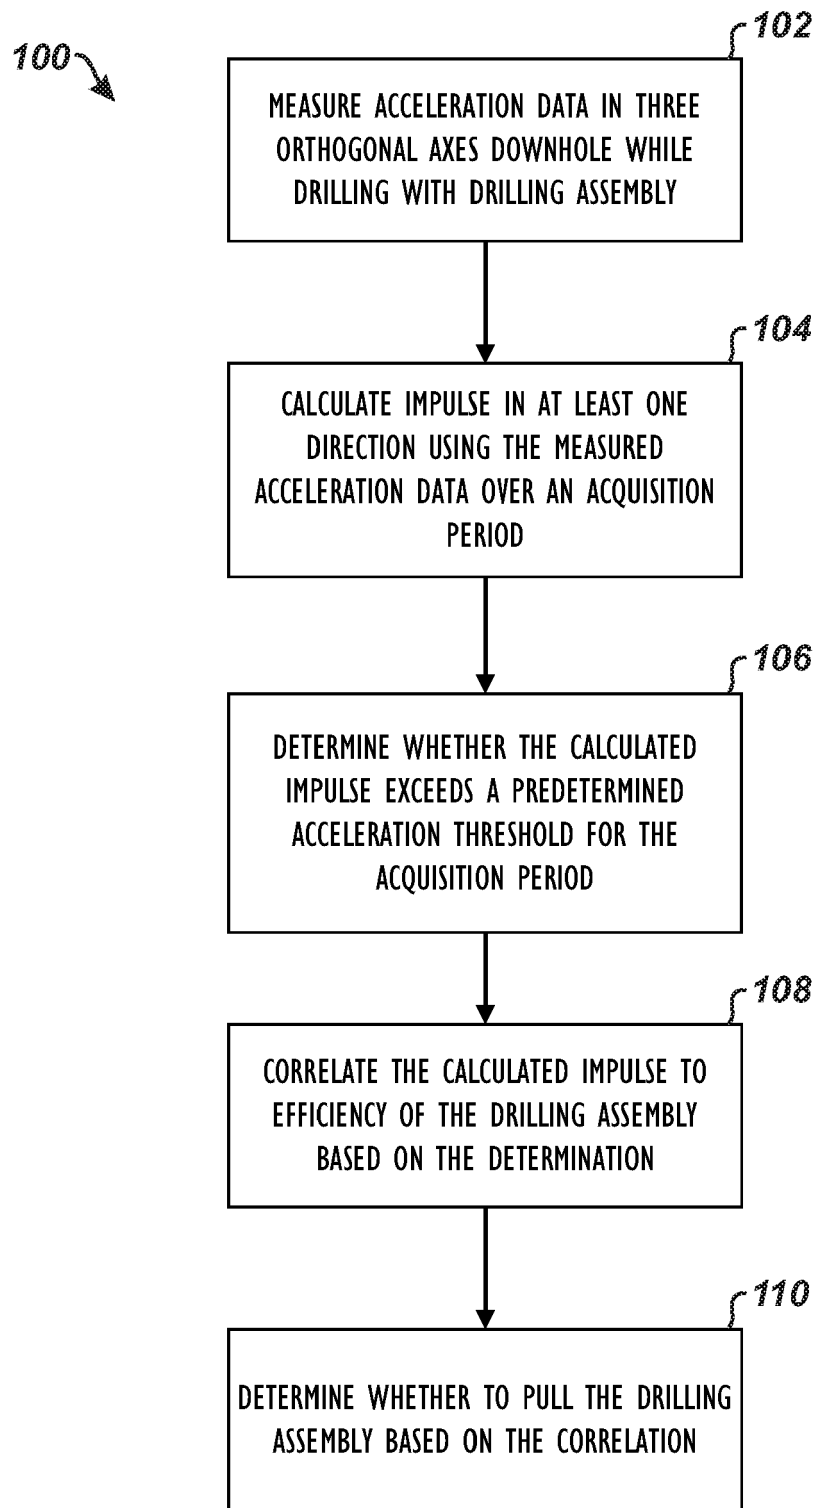 100
102
MEASURE ACCELERATION DATA IN THREE
ORTHOGONAL AXES DOWNHOLE WHILE
DRILLING WITH DRILLING ASSEMBLY
104
CALCULATE IMPULSE IN AT LEAST ONE
DIRECTION USING THE MEASURED
ACCELERATION DATA OVER AN ACQUISITION
PERIOD
106
DETERMINE WHETHER THE CALCULATED
IMPULSE EXCEEDS A PREDETERMINED
ACCELERATION THRESHOLD FOR THE
ACQUISITION PERIOD
108
CORRELATE THE CALCULATED IMPULSE TO
EFFICIENCY OF THE DRILLING ASSEMBLY
BASED ON THE DETERMINATION
110
DETERMINE WHETHER TO PULL THE DRILLING
ASSEMBLY BASED ON THE CORRELATION